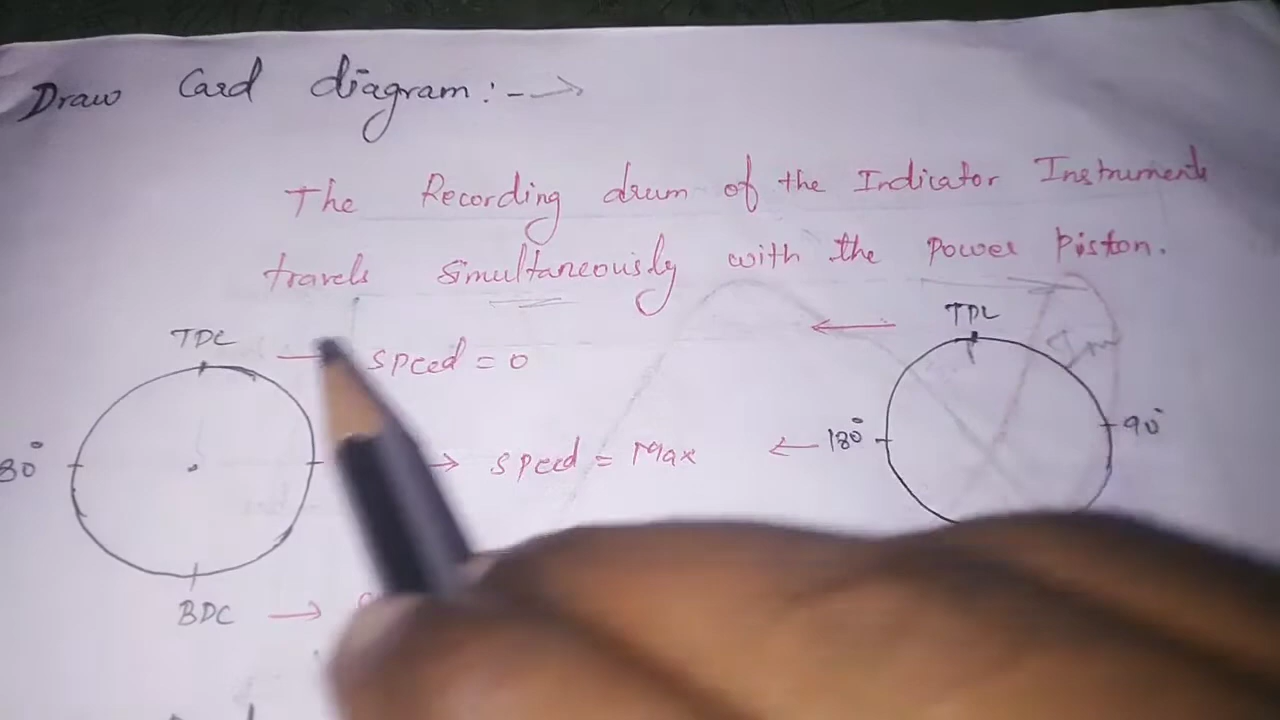 Draw Card diagram:-
The Recording drum of the Indicator Instruments
travels simultaneously with the power piston.
TDC → speed = 0 ← TDC
80° → speed = Max ← 180° 90°
BDC →